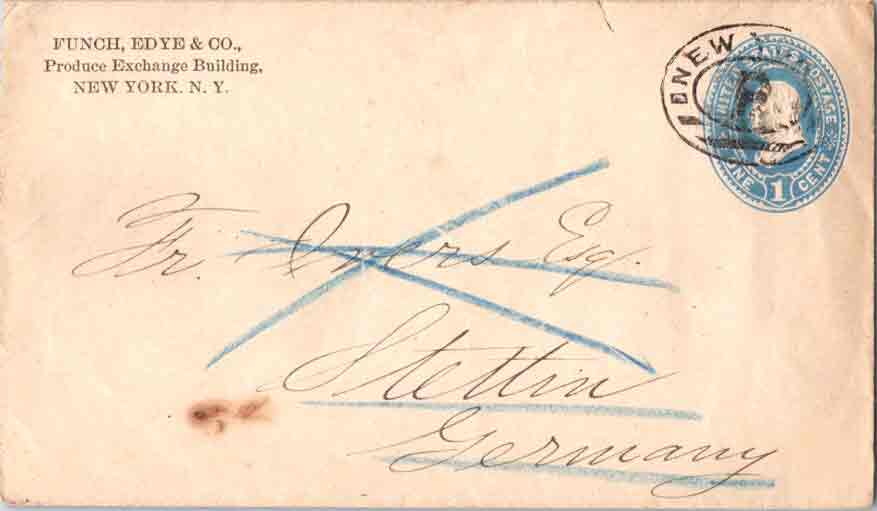 FUNCH, EDYE & CO.,
Produce Exchange Building,
NEW YORK. N. Y.
NEW
UNITED STATES POSTAGE
ONE 1 CENT
Fr. Ivers Esq.
Stettin
Germany